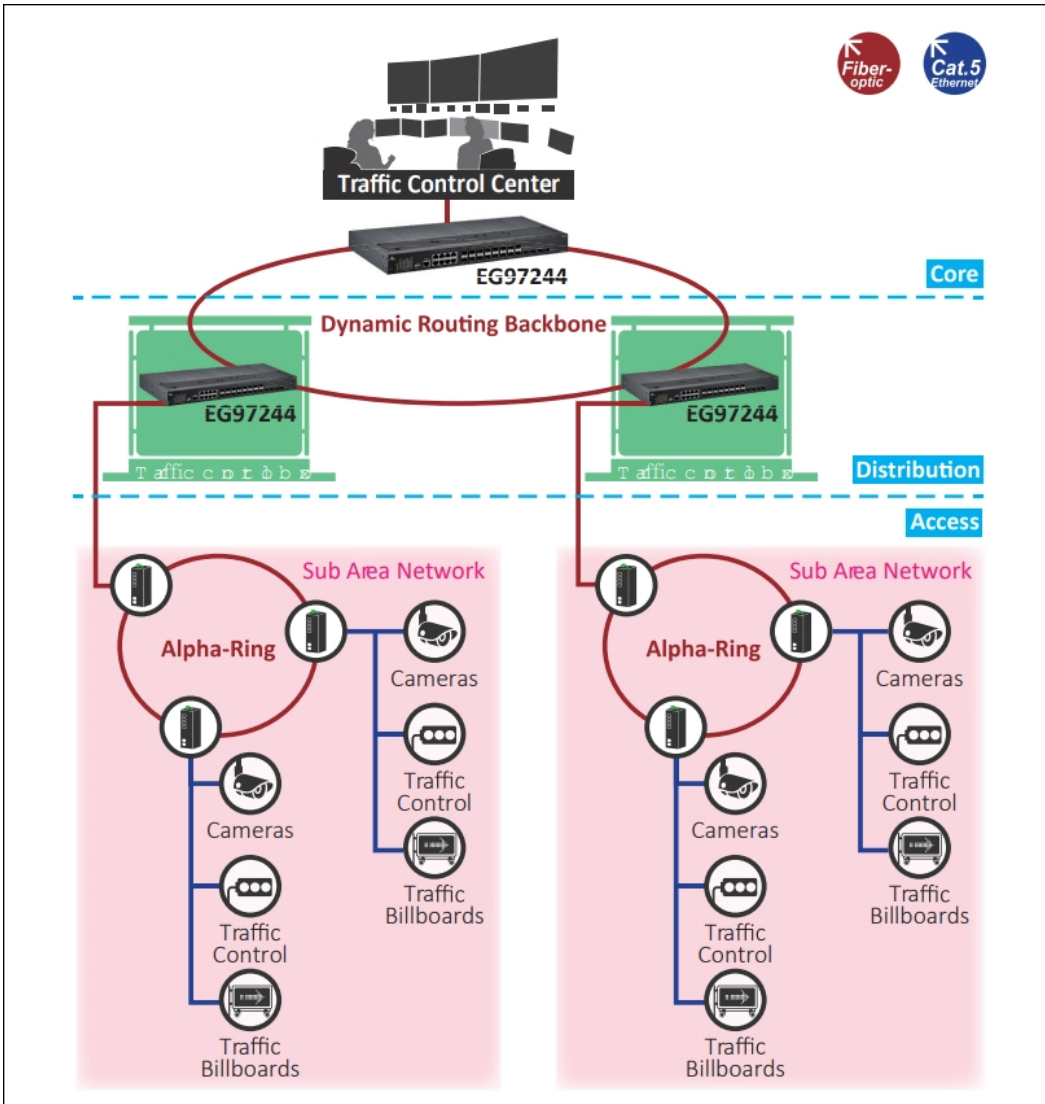 Fiber-
optic
Cat.5
Ethernet
Traffic Control Center
EG97244
Core
Dynamic Routing Backbone
EG97244
EG97244
Distribution
Access
Sub Area Network
Alpha-Ring
Cameras
Traffic
Control
Traffic
Billboards
Cameras
Traffic
Control
Traffic
Billboards
Sub Area Network
Alpha-Ring
Cameras
Traffic
Control
Traffic
Billboards
Cameras
Traffic
Control
Traffic
Billboards